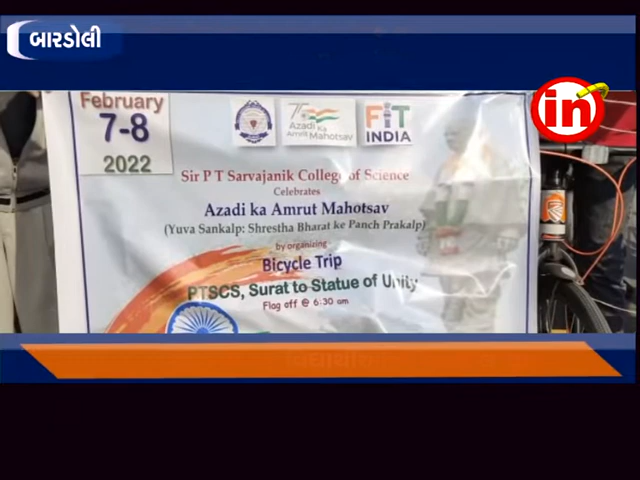 બારડોલી
in
February
7-8
2022
75
Azadi Ka
Amrit Mahotsav
FIT
INDIA
Sir P T Sarvajanik College of Science
Celebrates
Azadi ka Amrut Mahotsav
(Yuva Sankalp: Shrestha Bharat ke Panch Prakalp)
by organizing
Bicycle Trip
PTSCS, Surat to Statue of Unity
Flag off @ 6:30 am